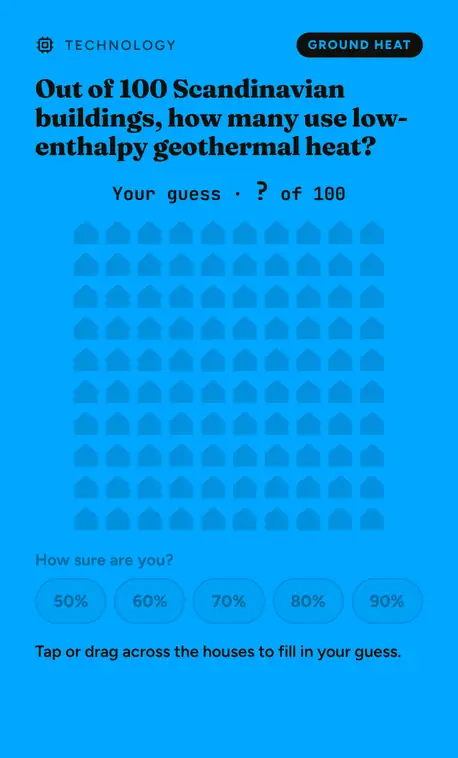 TECHNOLOGY
GROUND HEAT
Out of 100 Scandinavian
buildings, how many use low-
enthalpy geothermal heat?
Your guess · ? of 100
How sure are you?
50% 60% 70% 80% 90%
Tap or drag across the houses to fill in your guess.